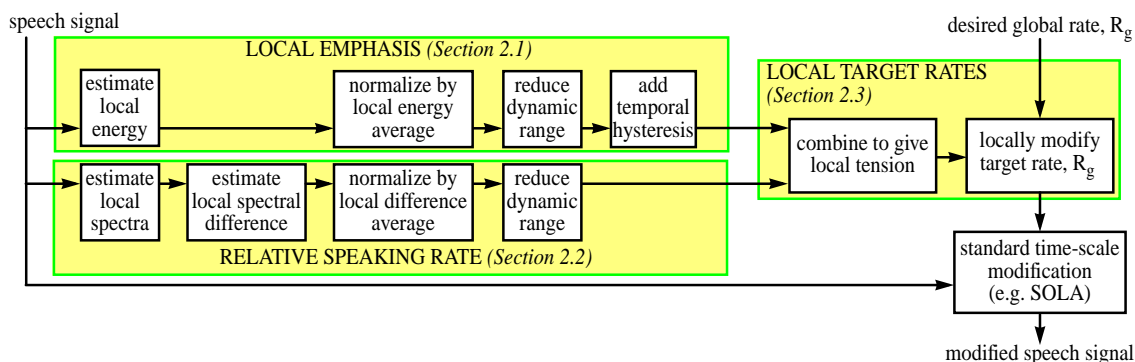 speech signal
desired global rate, Rg
LOCAL EMPHASIS (Section 2.1)
estimate
local
energy
normalize by
local energy
average
reduce
dynamic
range
add
temporal
hysteresis
LOCAL TARGET RATES
(Section 2.3)
combine to give
local tension
locally modify
target rate, Rg
estimate
local
spectra
estimate
local spectral
difference
normalize by
local difference
average
reduce
dynamic
range
RELATIVE SPEAKING RATE (Section 2.2)
standard time-scale
modification
(e.g. SOLA)
modified speech signal